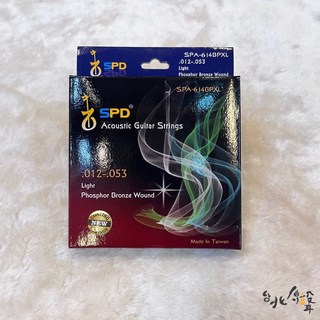 SPD
SPA-614BPXL
.012-.053
Light
Phosphor Bronze Wound
SPA-614BPXL
SPD®
Acoustic Guitar Strings
.012-.053
Light
Phosphor Bronze Wound
NEW
Made In Taiwan